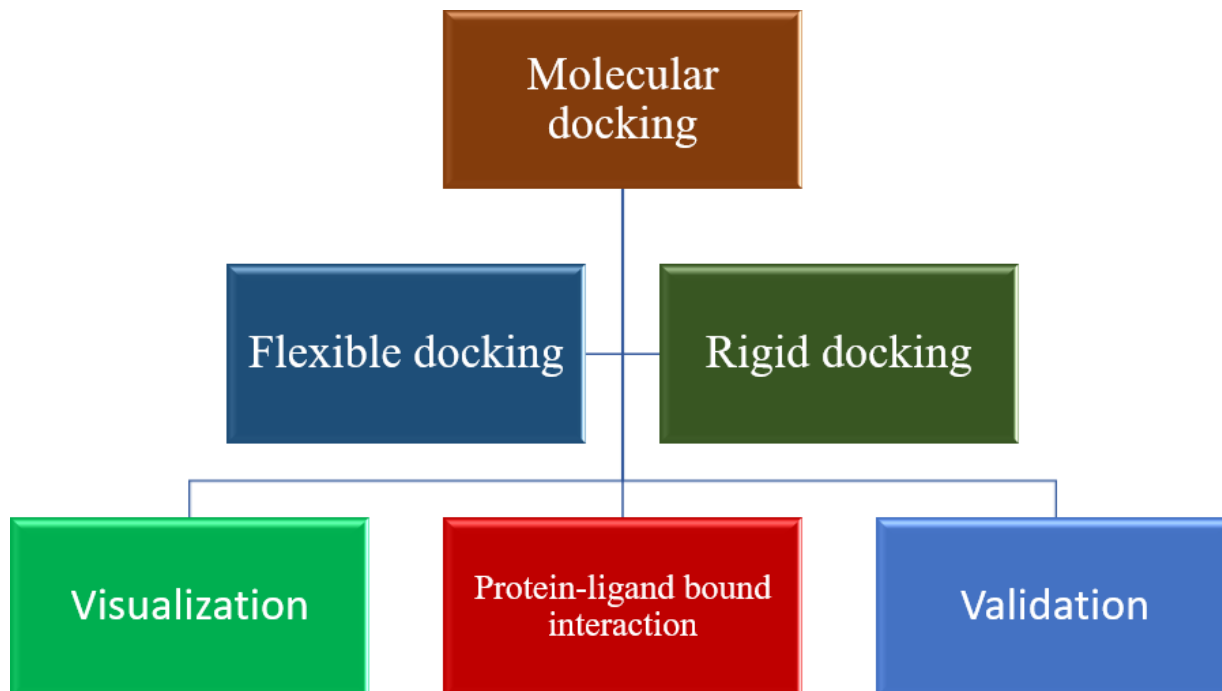 Molecular
docking
Flexible docking
Rigid docking
Visualization
Protein-ligand bound
interaction
Validation